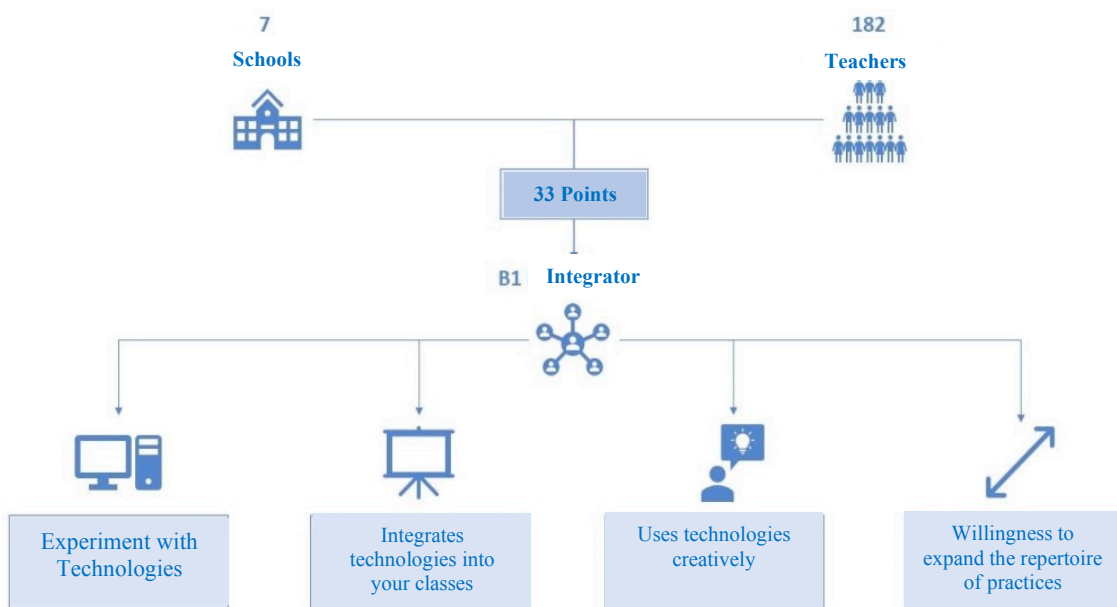 7
Schools
182
Teachers
33 Points
B1 Integrator
Experiment with
Technologies
Integrates
technologies into
your classes
Uses technologies
creatively
Willingness to
expand the repertoire
of practices